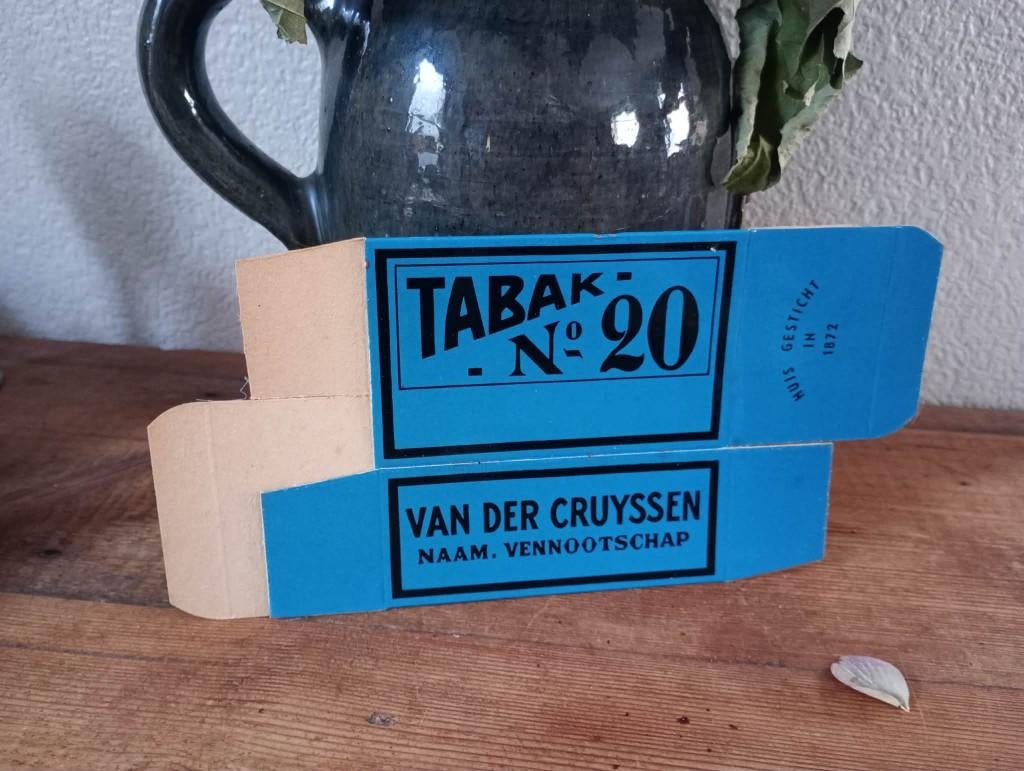 TABAK-
- Nº 20
HUIS GESTICHT
IN
1872
VAN DER CRUYSSEN
NAAM. VENNOOTSCHAP